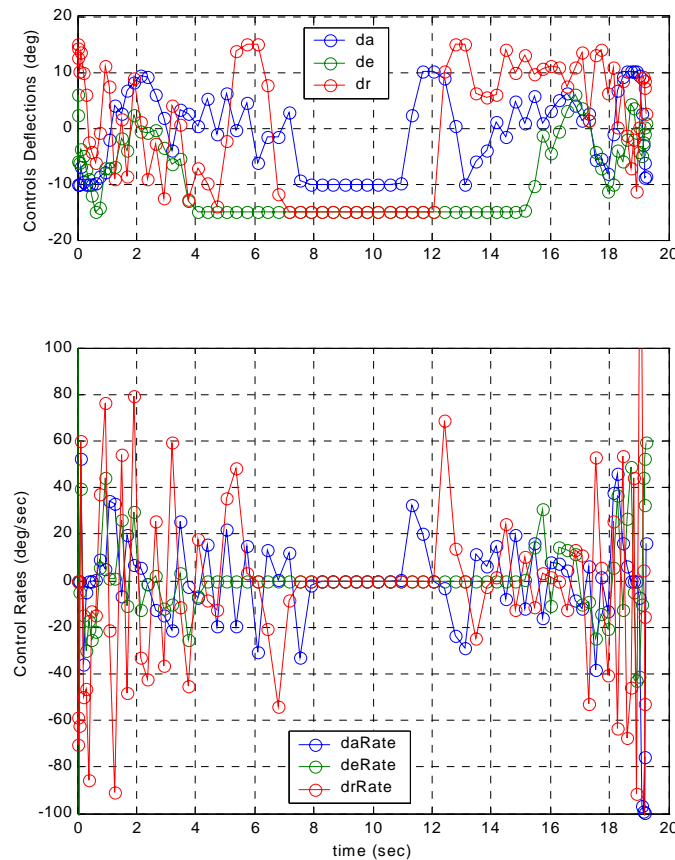 20
10
0
-10
-20
Controls Deflections (deg)
da
de
dr
0 2 4 6 8 10 12 14 16 18 20
100
80
60
40
20
0
-20
-40
-60
-80
-100
Control Rates (deg/sec)
daRate
deRate
drRate
0 2 4 6 8 10 12 14 16 18 20
time (sec)